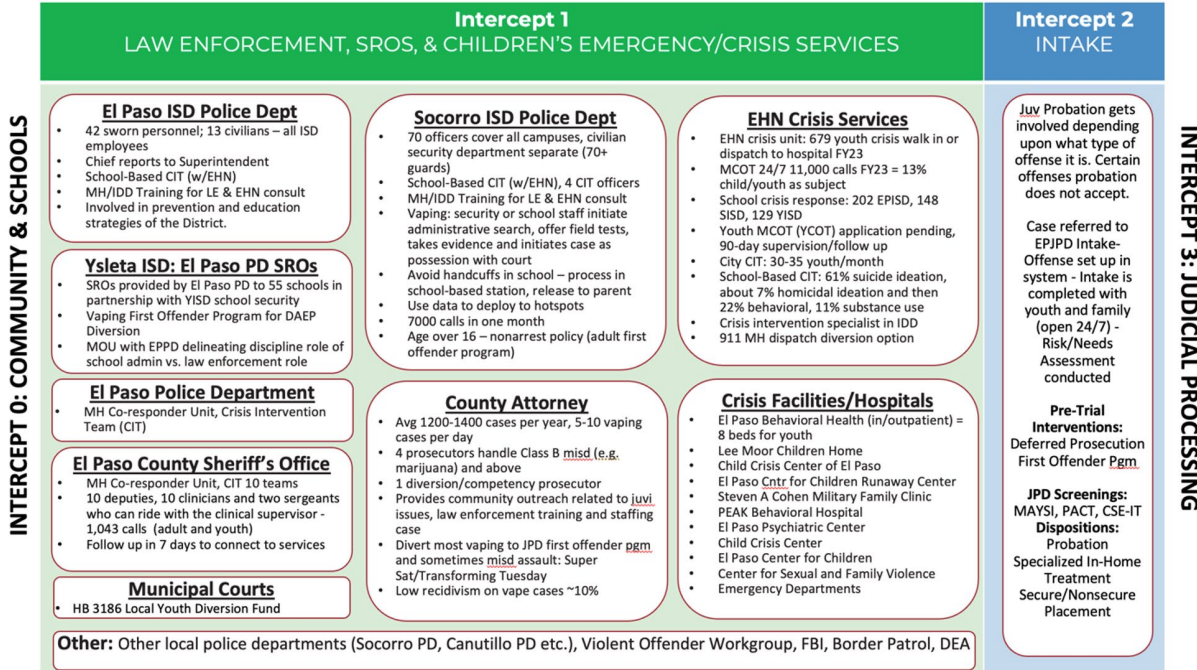 Intercept 1
LAW ENFORCEMENT, SROS, & CHILDREN'S EMERGENCY/CRISIS SERVICES
Intercept 2
INTAKE
INTERCEPT 0: COMMUNITY & SCHOOLS
El Paso ISD Police Dept
• 42 sworn personnel; 13 civilians – all ISD
employees
• Chief reports to Superintendent
• School-Based CIT (w/EHN)
• MH/IDD Training for LE & EHN consult
• Involved in prevention and education
strategies of the District.
Ysleta ISD: El Paso PD SROs
• SROs provided by El Paso PD to 55 schools in
partnership with YISD school security
• Vaping First Offender Program for DAEP
Diversion
• MOU with EPPD delineating discipline role of
school admin vs. law enforcement role
El Paso Police Department
• MH Co-responder Unit, Crisis Intervention
Team (CIT)
El Paso County Sheriff's Office
• MH Co-responder Unit, CIT 10 teams
• 10 deputies, 10 clinicians and two sergeants
who can ride with the clinical supervisor -
1,043 calls (adult and youth)
• Follow up in 7 days to connect to services
Municipal Courts
• HB 3186 Local Youth Diversion Fund
Socorro ISD Police Dept
• 70 officers cover all campuses, civilian
security department separate (70+
guards)
• School-Based CIT (w/EHN), 4 CIT officers
• MH/IDD Training for LE & EHN consult
• Vaping: security or school staff initiate
administrative search, offer field tests,
takes evidence and initiates case as
possession with court
• Avoid handcuffs in school – process in
school-based station, release to parent
• Use data to deploy to hotspots
• 7000 calls in one month
• Age over 16 – nonarrest policy (adult first
offender program)
County Attorney
• Avg 1200-1400 cases per year, 5-10 vaping
cases per day
• 4 prosecutors handle Class B misd (e.g.
marijuana) and above
• 1 diversion/competency prosecutor
• Provides community outreach related to juvi
issues, law enforcement training and staffing
case
• Divert most vaping to JPD first offender pgm
and sometimes misd assault: Super
Sat/Transforming Tuesday
• Low recidivism on vape cases ~10%
EHN Crisis Services
• EHN crisis unit: 679 youth crisis walk in or
dispatch to hospital FY23
• MCOT 24/7 11,000 calls FY23 = 13%
child/youth as subject
• School crisis response: 202 EPISD, 148
SISD, 129 YISD
• Youth MCOT (YCOT) application pending,
90-day supervision/follow up
• City CIT: 30-35 youth/month
• School-Based CIT: 61% suicide ideation,
about 7% homicidal ideation and then
22% behavioral, 11% substance use
• Crisis intervention specialist in IDD
• 911 MH dispatch diversion option
Crisis Facilities/Hospitals
• El Paso Behavioral Health (in/outpatient) =
8 beds for youth
• Lee Moor Children Home
• Child Crisis Center of El Paso
• El Paso Cntr for Children Runaway Center
• Steven A Cohen Military Family Clinic
• PEAK Behavioral Hospital
• El Paso Psychiatric Center
• Child Crisis Center
• El Paso Center for Children
• Center for Sexual and Family Violence
• Emergency Departments
Other: Other local police departments (Socorro PD, Canutillo PD etc.), Violent Offender Workgroup, FBI, Border Patrol, DEA
Juv Probation gets
involved depending
upon what type of
offense it is. Certain
offenses probation
does not accept.
Case referred to
EPJPD Intake-
Offense set up in
system - Intake is
completed with
youth and family
(open 24/7) -
Risk/Needs
Assessment
conducted
Pre-Trial
Interventions:
Deferred Prosecution
First Offender Pgm
JPD Screenings:
MAYSI, PACT, CSE-IT
Dispositions:
Probation
Specialized In-Home
Treatment
Secure/Nonsecure
Placement
INTERCEPT 3: JUDICIAL PROCESSING